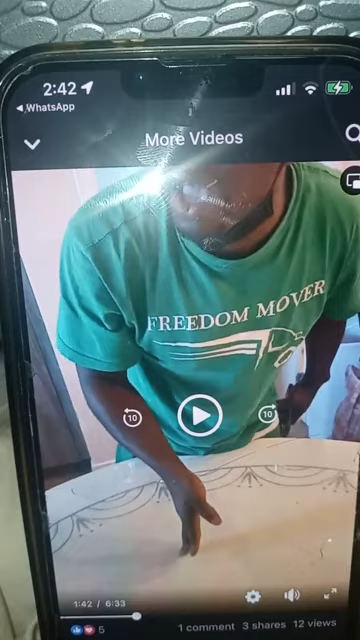 2:42
WhatsApp
More Videos
FREEDOM MOVER
10
10
1:42 / 6:33
5
1 comment 3 shares 12 views